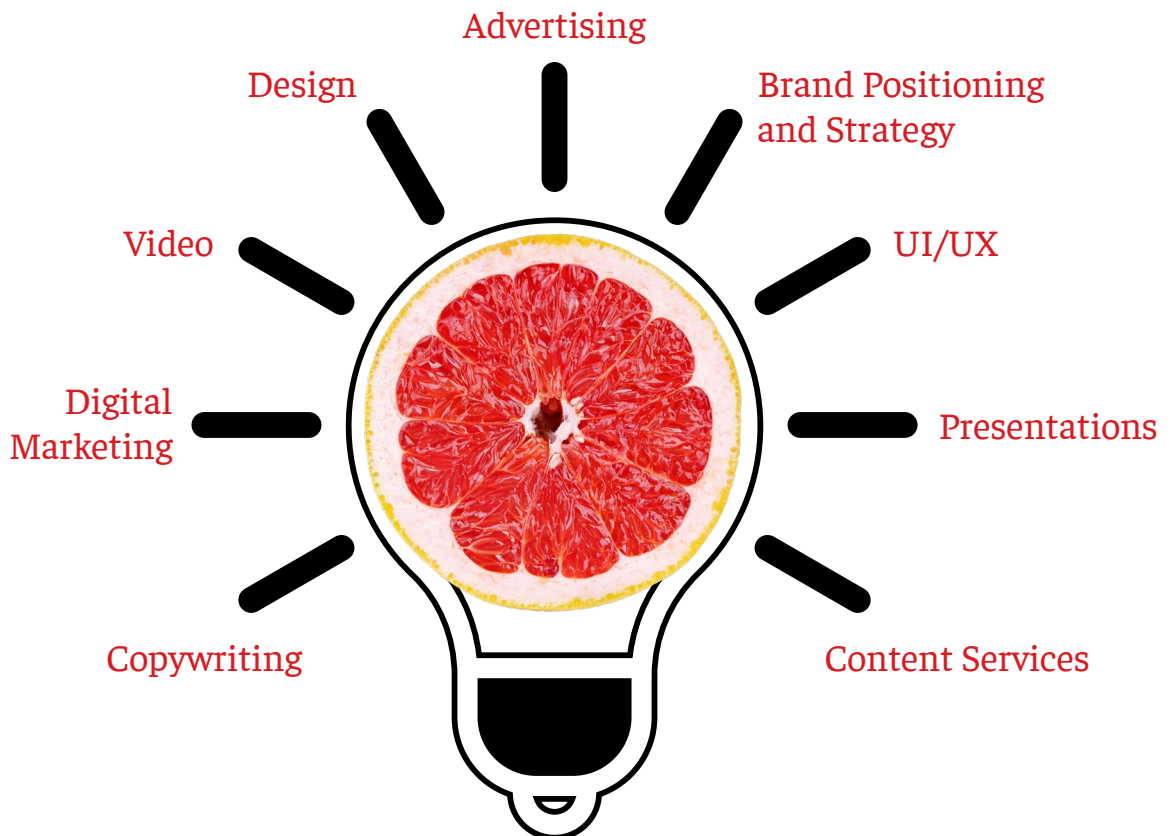 Advertising
Design
Brand Positioning
and Strategy
Video
UI/UX
Digital
Marketing
Presentations
Copywriting
Content Services